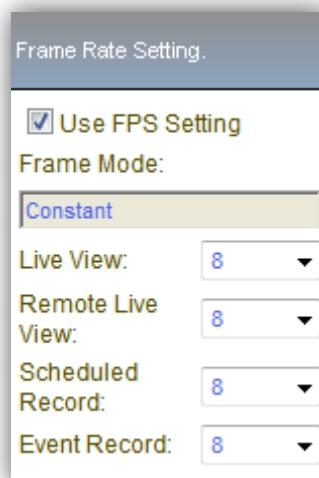 Frame Rate Setting.
Use FPS Setting
Frame Mode:
Constant
Live View: 8
Remote Live
View: 8
Scheduled
Record: 8
Event Record: 8